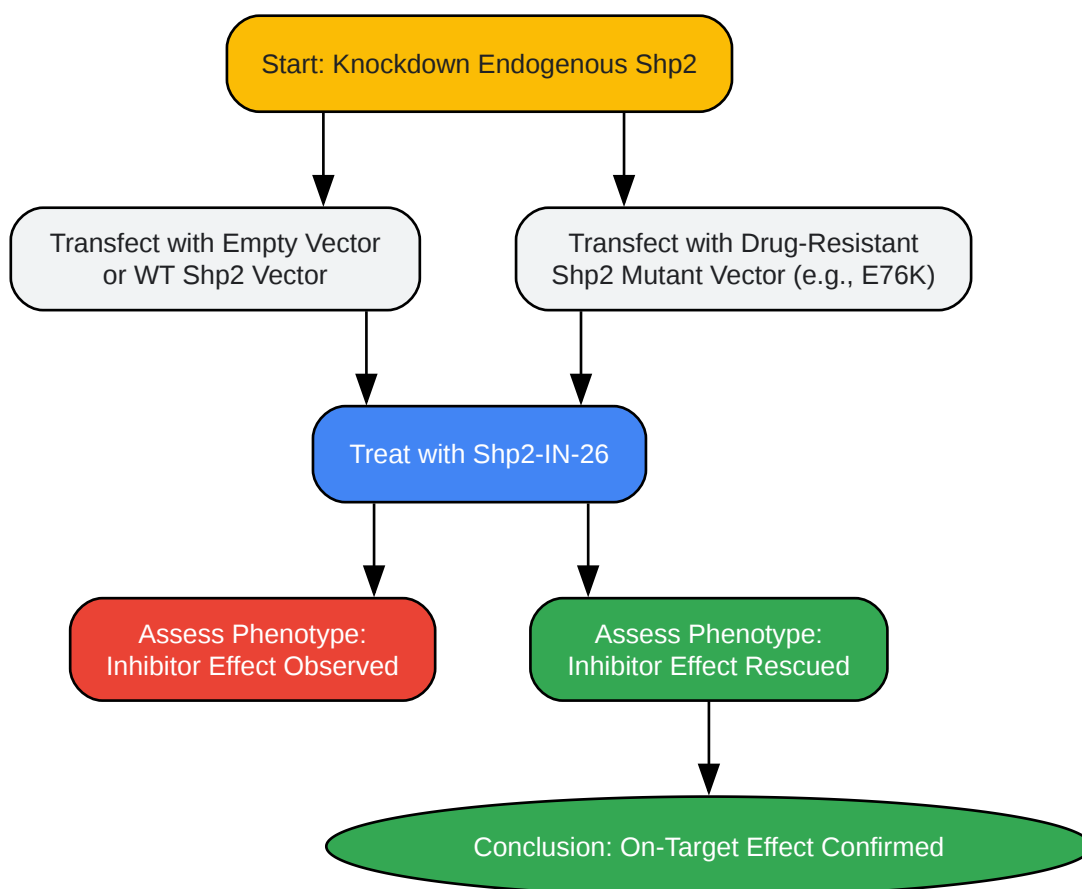 Start: Knockdown Endogenous Shp2
Transfect with Empty Vector
or WT Shp2 Vector
Transfect with Drug-Resistant
Shp2 Mutant Vector (e.g., E76K)
Treat with Shp2-IN-26
Assess Phenotype:
Inhibitor Effect Observed
Assess Phenotype:
Inhibitor Effect Rescued
Conclusion: On-Target Effect Confirmed